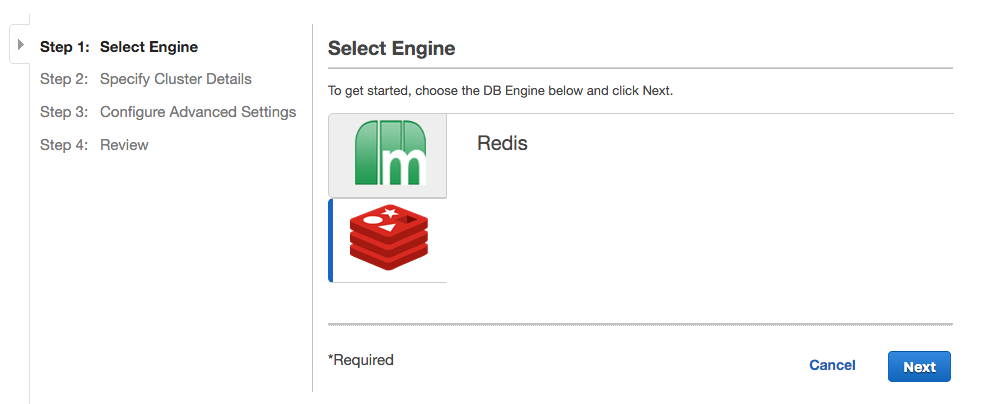 Step 1: Select Engine
Step 2: Specify Cluster Details
Step 3: Configure Advanced Settings
Step 4: Review
Select Engine
To get started, choose the DB Engine below and click Next.
m
Redis
*Required
Cancel
Next